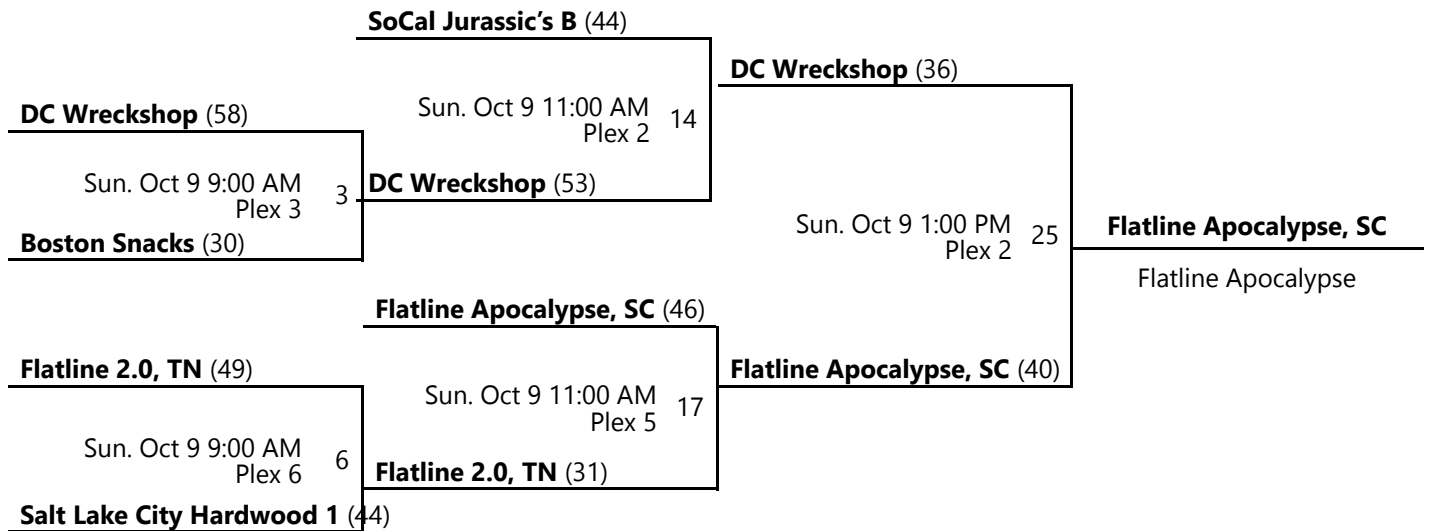 SoCal Jurassic’s B (44)
DC Wreckshop (36)
DC Wreckshop (58)
Sun. Oct 9 11:00 AM
Plex 2
14
Sun. Oct 9 9:00 AM
Plex 3
3
DC Wreckshop (53)
Boston Snacks (30)
Sun. Oct 9 1:00 PM
Plex 2
25
Flatline Apocalypse, SC
Flatline Apocalypse
Flatline Apocalypse, SC (46)
Flatline 2.0, TN (49)
Flatline Apocalypse, SC (40)
Sun. Oct 9 11:00 AM
Plex 5
17
Sun. Oct 9 9:00 AM
Plex 6
6
Flatline 2.0, TN (31)
Salt Lake City Hardwood 1 (44)